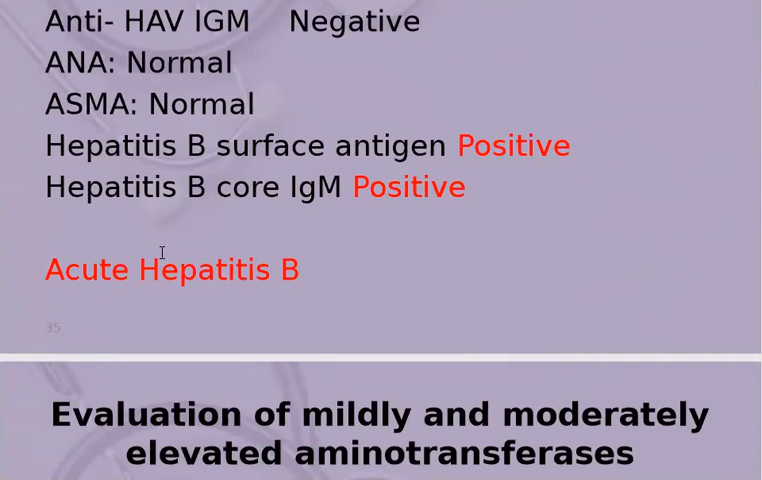 Anti- HAV IGM    Negative
ANA: Normal
ASMA: Normal
Hepatitis B surface antigen Positive
Hepatitis B core IgM Positive
Acute Hepatitis B
35
Evaluation of mildly and moderately
elevated aminotransferases